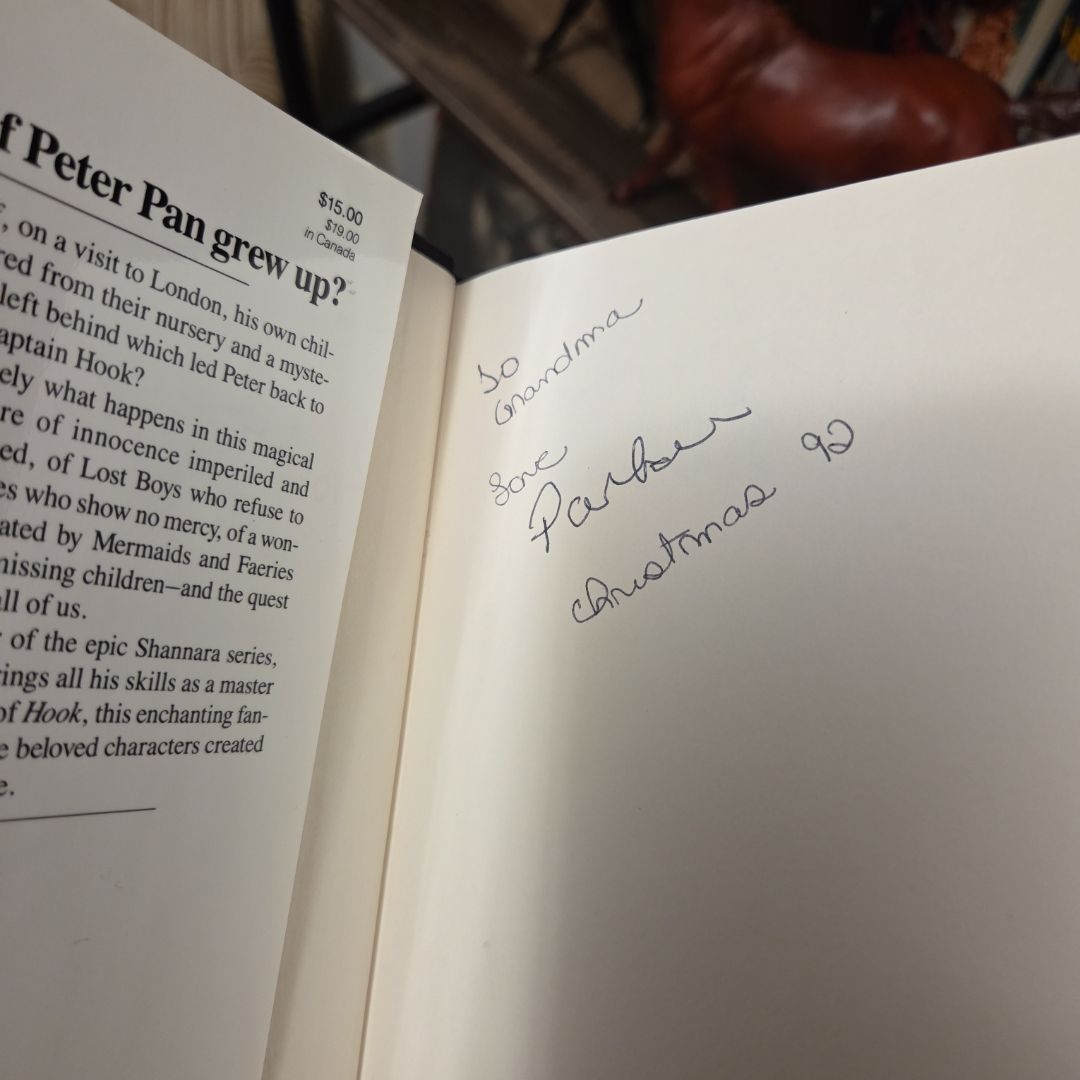 f Peter Pan grew up?
$15.00
$19.00
in Canada
, on a visit to London, his own chil-
red from their nursery and a myste-
left behind which led Peter back to
aptain Hook?
ely what happens in this magical
re of innocence imperiled and
ed, of Lost Boys who refuse to
es who show no mercy, of a won-
ated by Mermaids and Faeries
missing children—and the quest
all of us.
of the epic Shannara series,
ings all his skills as a master
of Hook, this enchanting fan-
e beloved characters created
e.
To
Grandma
Love
Parker
Christmas 92